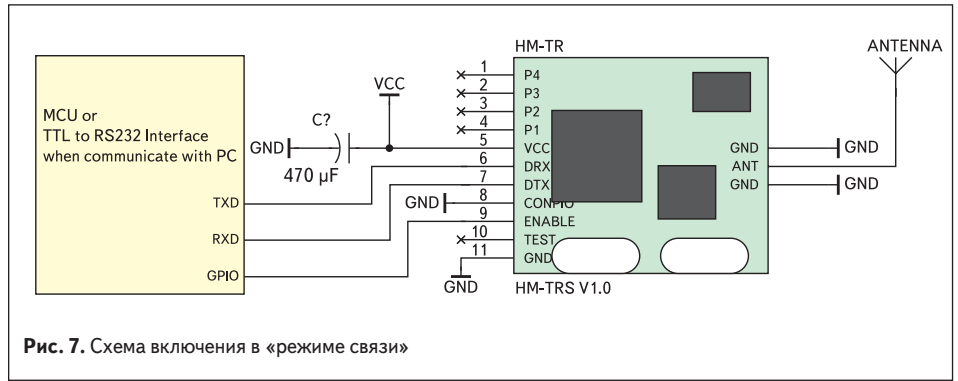 HM-TR
ANTENNA
MCU or
TTL to RS232 Interface
when communicate with PC
TXD
RXD
GPIO
VCC
C?
GND
470 µF
GND
GND
1
2
3
4
5
6
7
8
9
10
11
P4
P3
P2
P1
VCC
DRX
DTX
CONPIO
ENABLE
TEST
GND
GND
ANT
GND
GND
GND
HM-TRS V1.0
Рис. 7. Схема включения в «режиме связи»